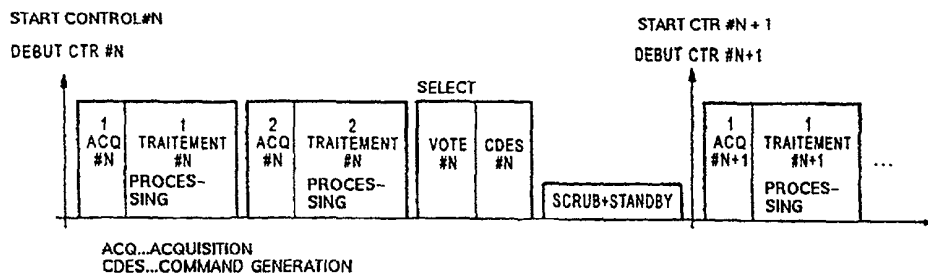 START CONTROL#N
DEBUT CTR #N
START CTR #N + 1
DEBUT CTR #N+1
SELECT
1
ACQ
#N
1
TRAITEMENT
#N
PROCES-
SING
2
ACQ
#N
2
TRAITEMENT
#N
PROCES-
SING
VOTE
#N
CDES
#N
SCRUB+STANDBY
1
ACQ
#N+1
1
TRAITEMENT
#N+1
PROCES-
SING
...
ACQ...ACQUISITION
CDES...COMMAND GENERATION